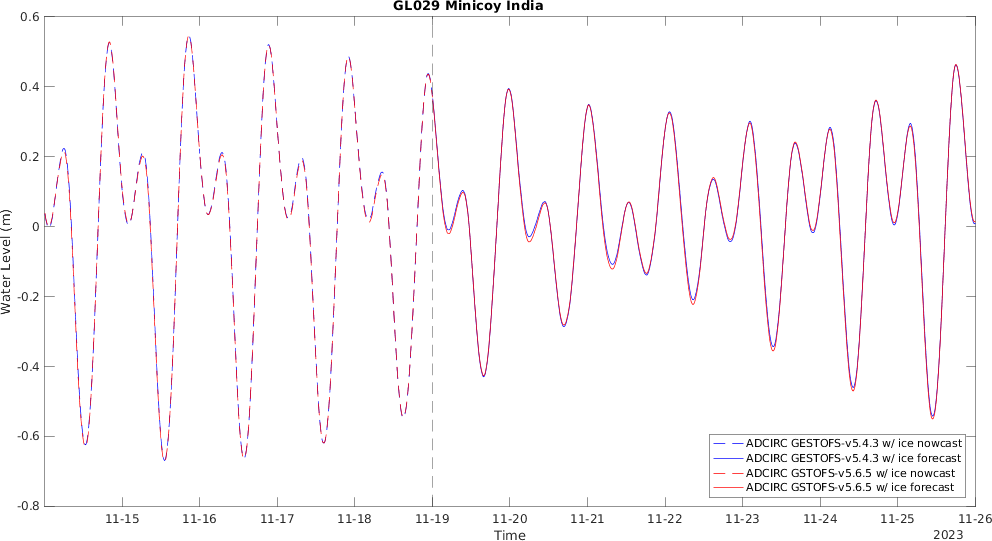 GL029 Minicoy India
0.6
0.4
0.2
0
-0.2
-0.4
-0.6
-0.8
Water Level (m)
ADCIRC GESTOFS-v5.4.3 w/ ice nowcast
ADCIRC GESTOFS-v5.4.3 w/ ice forecast
ADCIRC GSTOFS-v5.6.5 w/ ice nowcast
ADCIRC GSTOFS-v5.6.5 w/ ice forecast
11-15 11-16 11-17 11-18 11-19 11-20 11-21 11-22 11-23 11-24 11-25 11-26
Time
2023